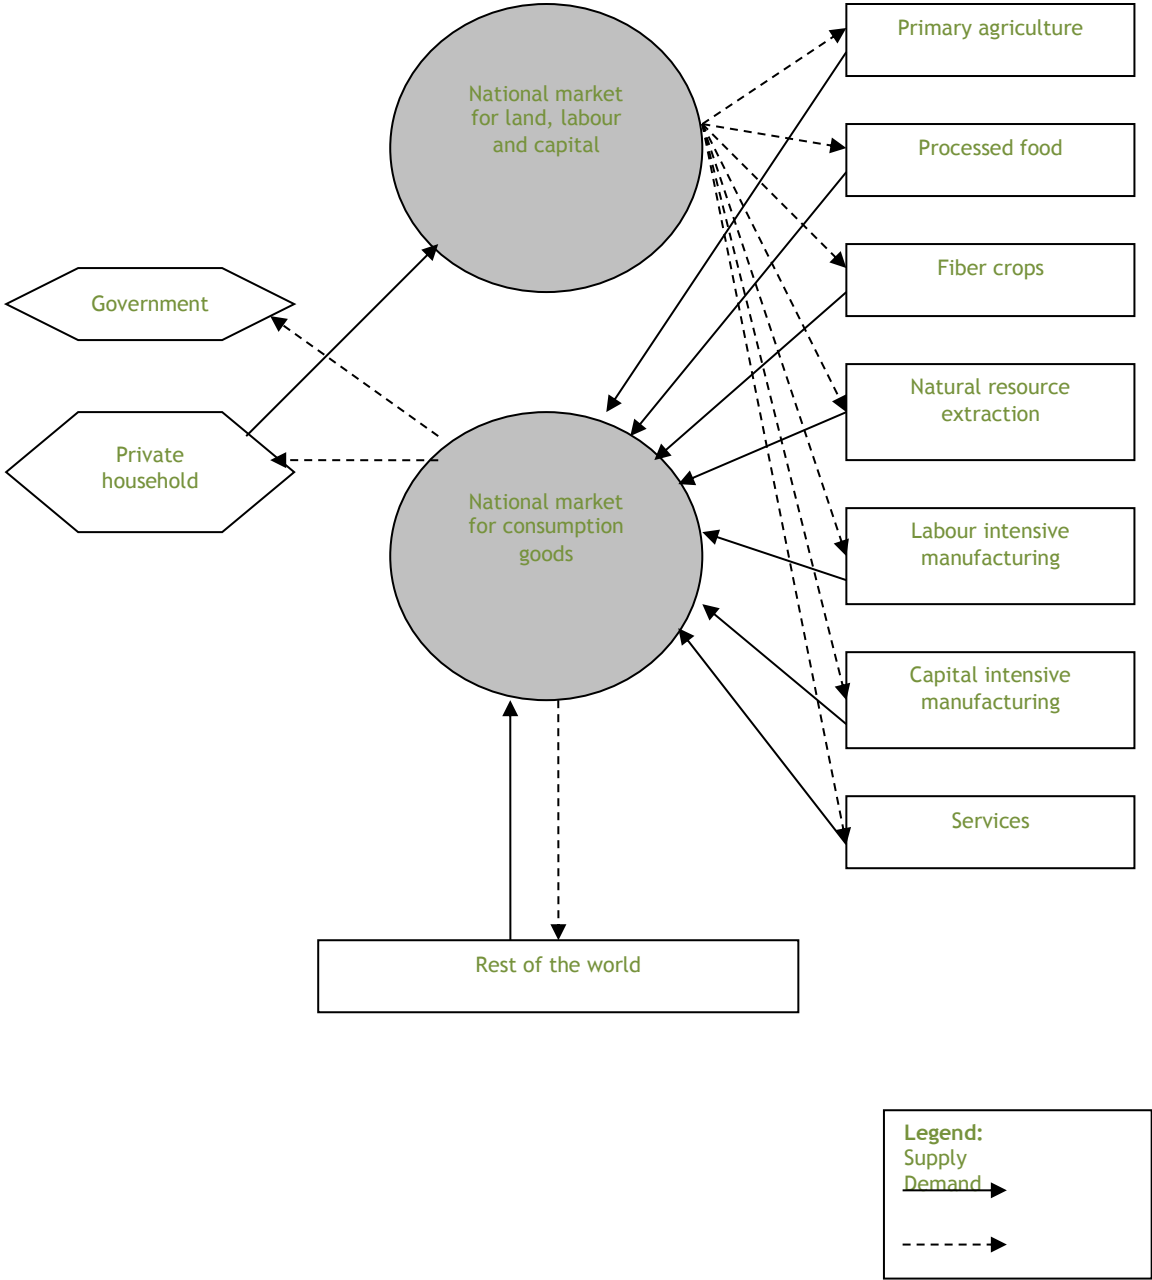 National market
for land, labour
and capital
Primary agriculture
Processed food
Fiber crops
Government
Natural resource
extraction
Private
household
National market
for consumption
goods
Labour intensive
manufacturing
Capital intensive
manufacturing
Services
Rest of the world
Legend:
Supply
Demand